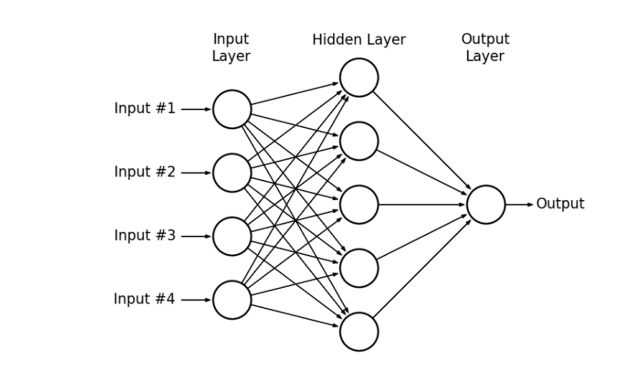 Input
Layer
Hidden Layer
Output
Layer
Input #1
Input #2
Input #3
Input #4
Output